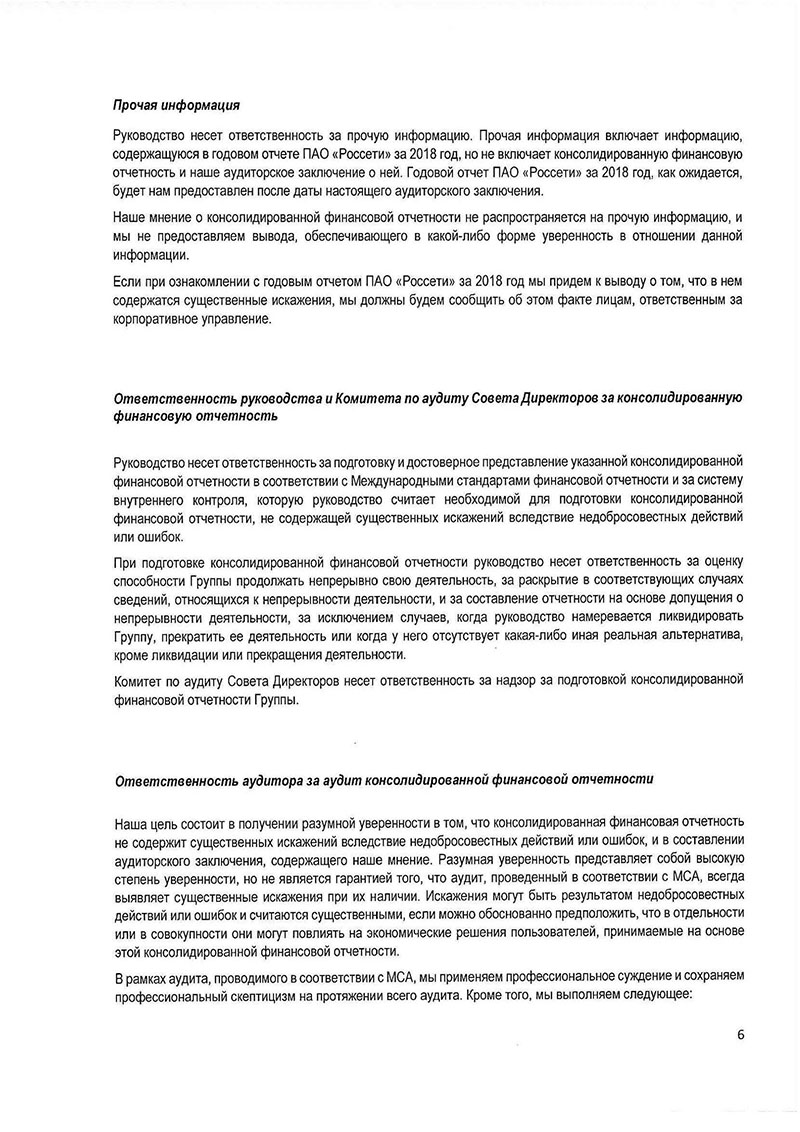 Прочая информация
Руководство несет ответственность за прочую информацию. Прочая информация включает информацию,
содержащуюся в годовом отчете ПАО «Россети» за 2018 год, но не включает консолидированную финансовую
отчетность и наше аудиторское заключение о ней. Годовой отчет ПАО «Россети» за 2018 год, как ожидается,
будет нам предоставлен после даты настоящего аудиторского заключения.
Наше мнение о консолидированной финансовой отчетности не распространяется на прочую информацию, и
мы не предоставляем вывода, обеспечивающего в какой-либо форме уверенность в отношении данной
информации.
Если при ознакомлении с годовым отчетом ПАО «Россети» за 2018 год мы придем к выводу о том, что в нем
содержатся существенные искажения, мы должны будем сообщить об этом факте лицам, ответственным за
корпоративное управление.
Ответственность руководства и Комитета по аудиту Совета Директоров за консолидированную
финансовую отчетность
Руководство несет ответственность за подготовку и достоверное представление указанной консолидированной
финансовой отчетности в соответствии с Международными стандартами финансовой отчетности и за систему
внутреннего контроля, которую руководство считает необходимой для подготовки консолидированной
финансовой отчетности, не содержащей существенных искажений вследствие недобросовестных действий
или ошибок.
При подготовке консолидированной финансовой отчетности руководство несет ответственность за оценку
способности Группы продолжать непрерывно свою деятельность, за раскрытие в соответствующих случаях
сведений, относящихся к непрерывности деятельности, и за составление отчетности на основе допущения о
непрерывности деятельности, за исключением случаев, когда руководство намеревается ликвидировать
Группу, прекратить ее деятельность или когда у него отсутствует какая-либо иная реальная альтернатива,
кроме ликвидации или прекращения деятельности.
Комитет по аудиту Совета Директоров несет ответственность за надзор за подготовкой консолидированной
финансовой отчетности Группы.
Ответственность аудитора за аудит консолидированной финансовой отчетности
Наша цель состоит в получении разумной уверенности в том, что консолидированная финансовая отчетность
не содержит существенных искажений вследствие недобросовестных действий или ошибок, и в составлении
аудиторского заключения, содержащего наше мнение. Разумная уверенность представляет собой высокую
степень уверенности, но не является гарантией того, что аудит, проведенный в соответствии с МСА, всегда
выявляет существенные искажения при их наличии. Искажения могут быть результатом недобросовестных
действий или ошибок и считаются существенными, если можно обоснованно предположить, что в отдельности
или в совокупности они могут повлиять на экономические решения пользователей, принимаемые на основе
этой консолидированной финансовой отчетности.
В рамках аудита, проводимого в соответствии с МСА, мы применяем профессиональное суждение и сохраняем
профессиональный скептицизм на протяжении всего аудита. Кроме того, мы выполняем следующее:
6